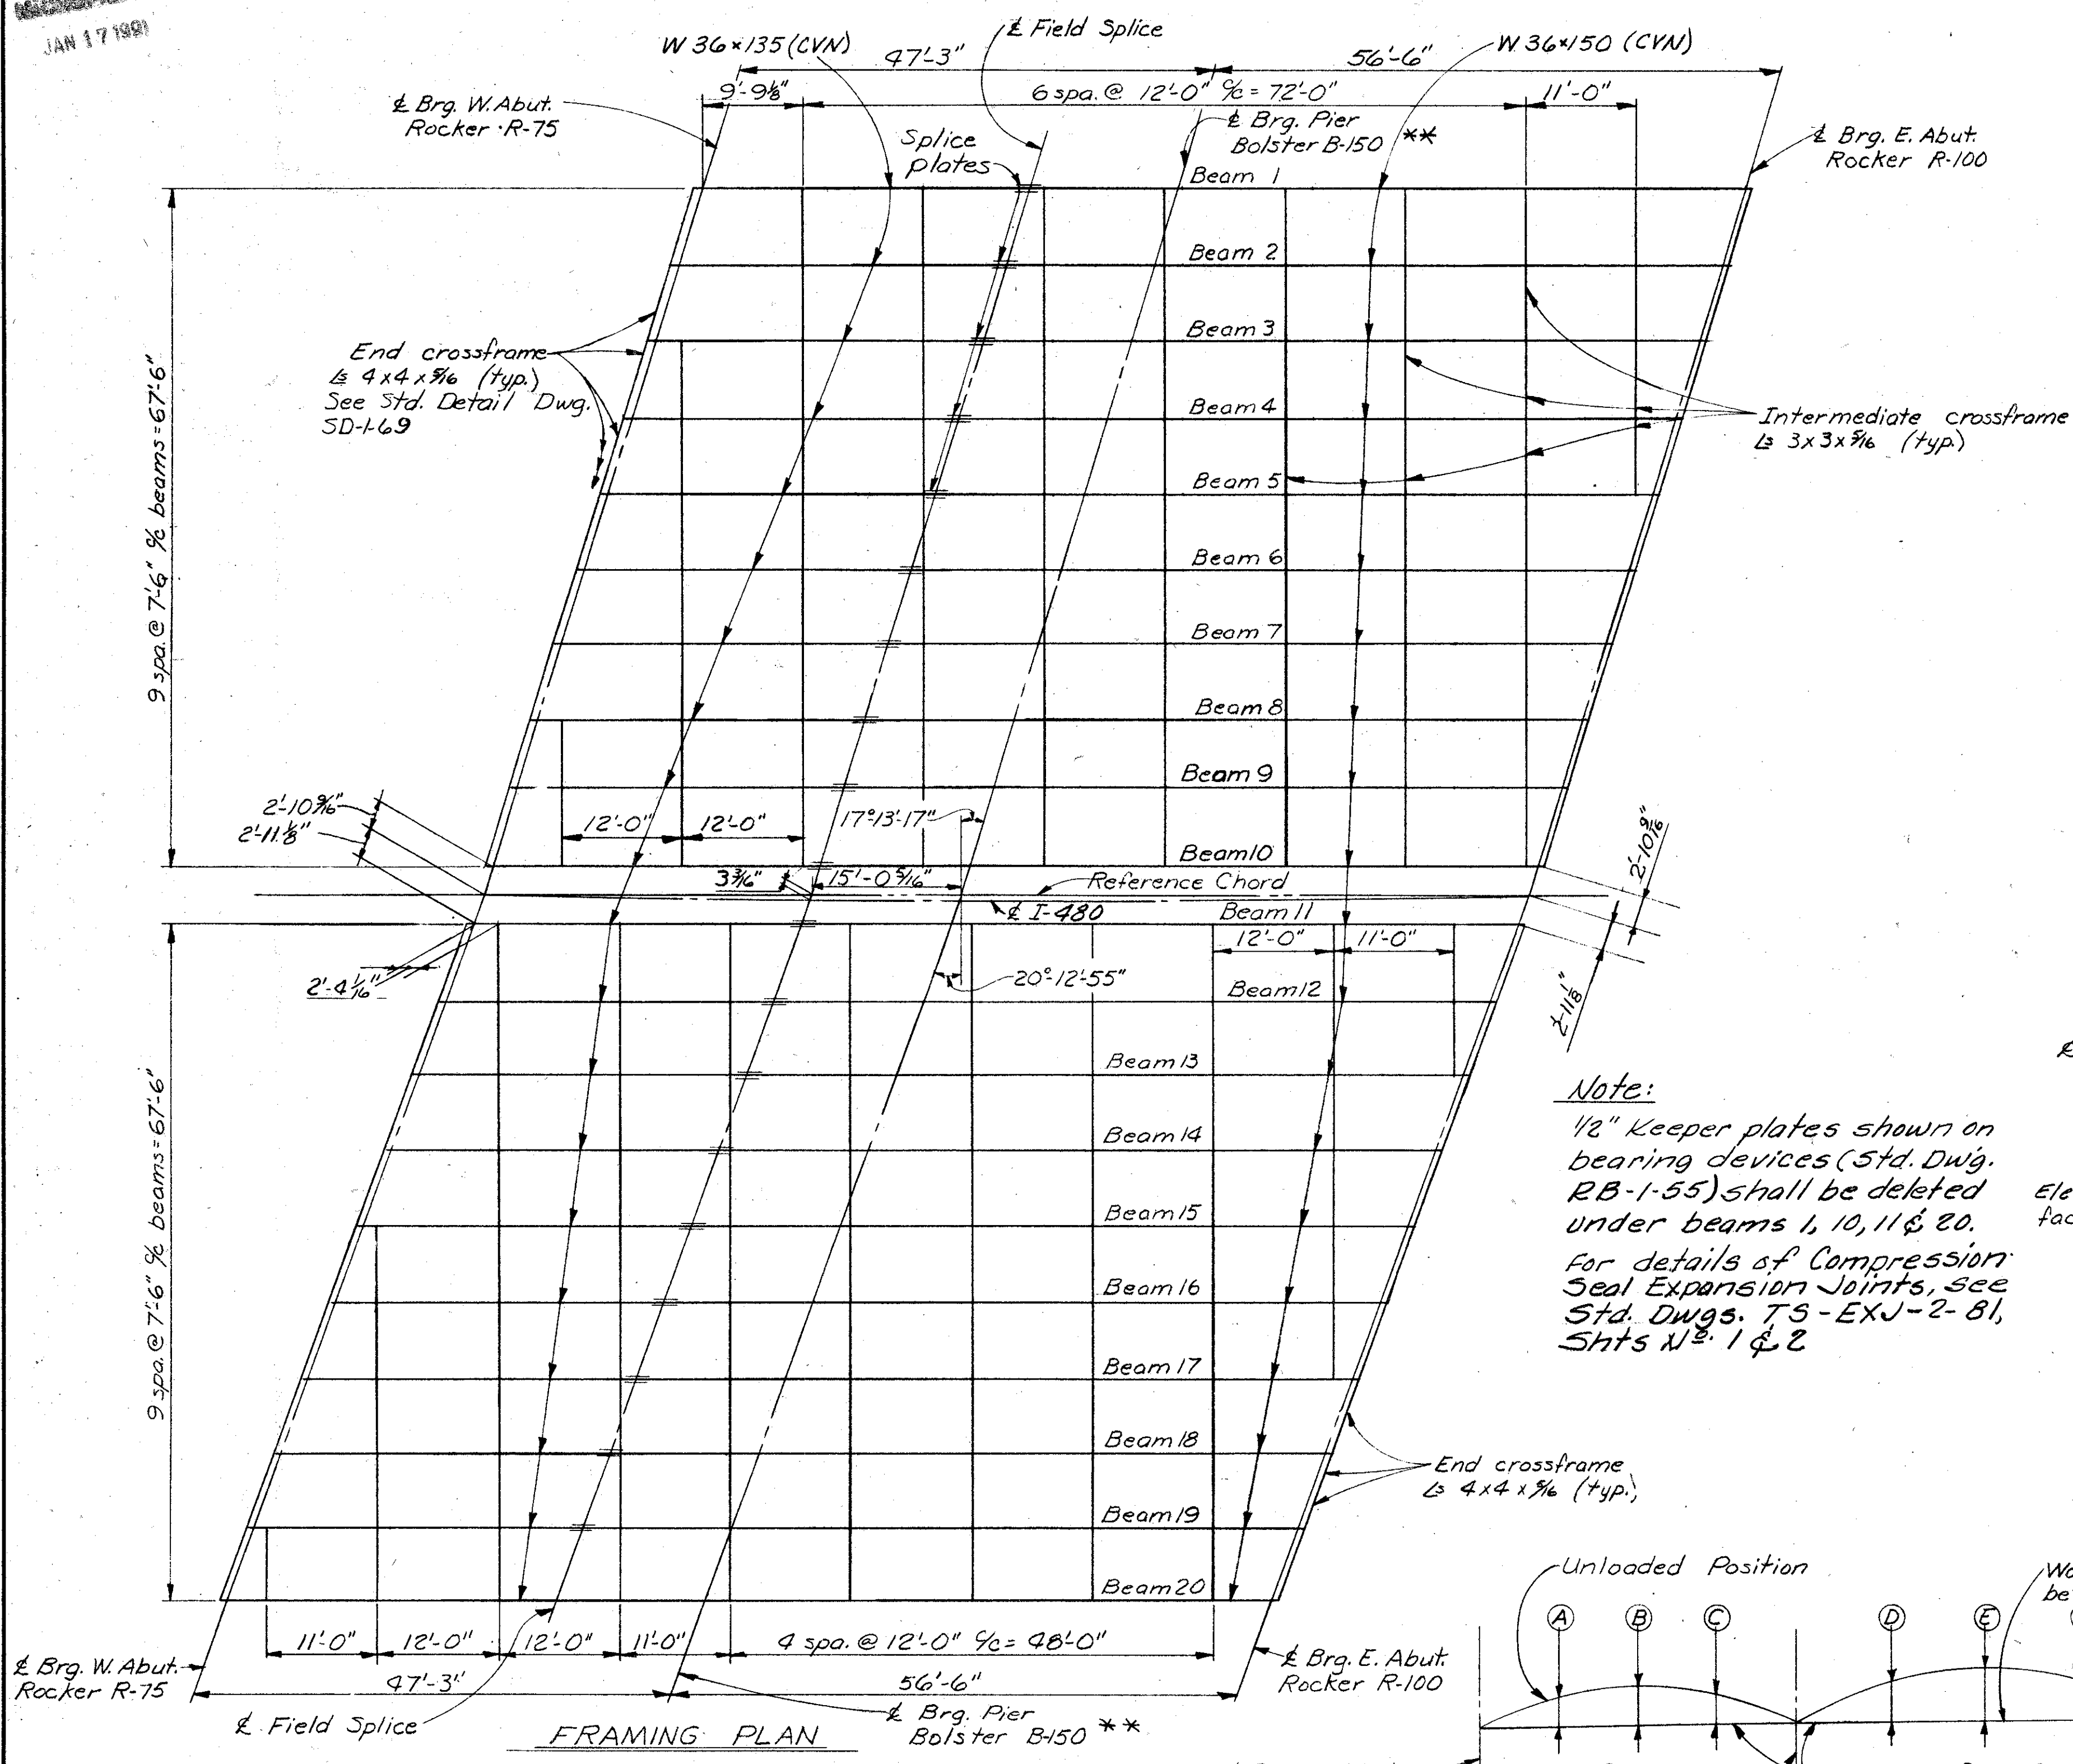 JAN 17 1991
W 36×135 (CVN)
47'-3"
℄ Field Splice
56'-6"
W 36×150 (CVN)
9'-9⅛"
6 spa. @ 12'-0" c/c = 72'-0"
11'-0"
℄ Brg. W. Abut.
Rocker R-75
Splice
plates
℄ Brg. Pier
Bolster B-150 **
℄ Brg. E. Abut.
Rocker R-100
Beam 1
Beam 2
Beam 3
Beam 4
Beam 5
Beam 6
Beam 7
Beam 8
Beam 9
Beam 10
9 spa. @ 7'-6" c/c beams = 67'-6"
End crossframe
Ls 4 x 4 x 5/16 (typ.)
See Std. Detail Dwg.
SD-1-69
Intermediate crossframe
Ls 3 x 3 x 5/16 (typ.)
2'-10 9/16"
2'-11 1/8"
12'-0"
12'-0"
17°-13'-17"
3 3/16"
15'-0 5/16"
Reference Chord
℄ I-480
2'-10 9/16"
2'-11 1/8"
Beam 11
12'-0"
11'-0"
2'-4 1/16"
20°-12'-55"
Beam 12
Beam 13
Beam 14
Beam 15
Beam 16
Beam 17
Beam 18
Beam 19
Beam 20
9 spa. @ 7'-6" c/c beams = 67'-6"
Note:
1/2" Keeper plates shown on
bearing devices (Std. Dwg.
RB-1-55) shall be deleted
under beams 1, 10, 11 & 20.
For details of Compression
Seal Expansion Joints, see
Std. Dwgs. TS-EXJ-2-81,
Shts Nº. 1 & 2
Ele
fac
End crossframe
Ls 4 x 4 x 5/16 (typ.)
11'-0"
12'-0"
12'-0"
11'-0"
4 spa. @ 12'-0" c/c = 48'-0"
℄ Brg. W. Abut.
Rocker R-75
47'-3"
56'-6"
℄ Brg. E. Abut.
Rocker R-100
℄ Field Splice
℄ Brg. Pier
Bolster B-150 **
FRAMING PLAN
Unloaded Position
A
B
C
D
E
be